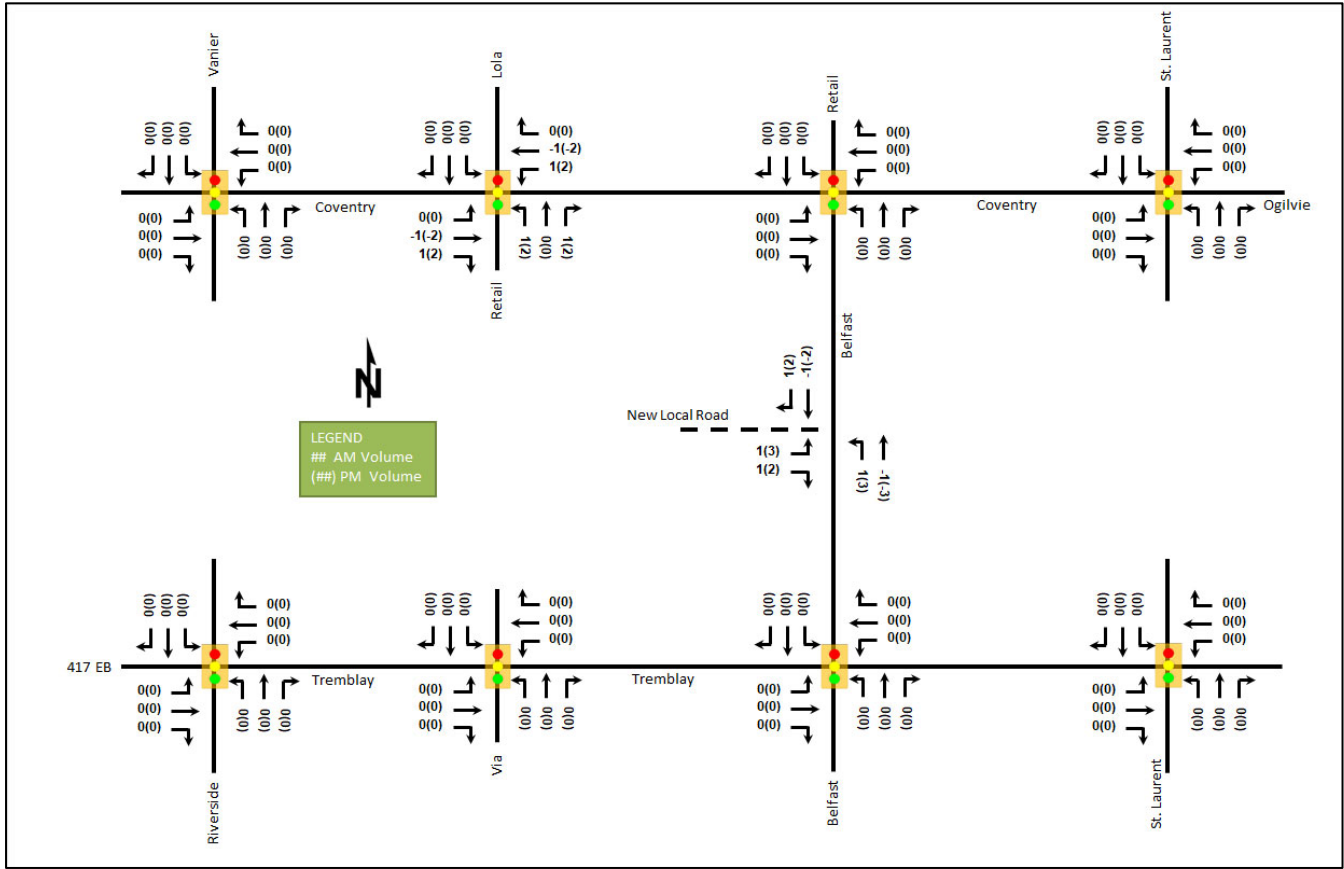 Vanier
Lola
Retail
St. Laurent
0(0) 0(0) 0(0)
0(0)
0(0)
0(0)
0(0)
0(0)
0(0)
0(0) 0(0) 0(0)
Coventry
0(0) 0(0) 0(0)
0(0)
-1(-2)
1(2)
0(0)
-1(-2)
1(2)
1(2) 0(0) 1(2)
Retail
0(0) 0(0) 0(0)
0(0)
0(0)
0(0)
0(0)
0(0)
0(0)
0(0) 0(0) 0(0)
Coventry
0(0) 0(0) 0(0)
0(0)
0(0)
0(0)
0(0)
0(0)
0(0)
0(0) 0(0) 0(0)
Ogilvie
Belfast
N
LEGEND
## AM Volume
(##) PM Volume
New Local Road
1(2) -1(-2)
1(3)
1(2)
1(3) -1(-3)
417 EB
0(0) 0(0) 0(0)
0(0)
0(0)
0(0)
0(0)
0(0)
0(0)
0(0) 0(0) 0(0)
Tremblay
Riverside
0(0) 0(0) 0(0)
0(0)
0(0)
0(0)
0(0)
0(0)
0(0)
0(0) 0(0) 0(0)
Tremblay
Via
0(0) 0(0) 0(0)
0(0)
0(0)
0(0)
0(0)
0(0)
0(0)
0(0) 0(0) 0(0)
Belfast
0(0) 0(0) 0(0)
0(0)
0(0)
0(0)
0(0)
0(0)
0(0)
0(0) 0(0) 0(0)
St. Laurent